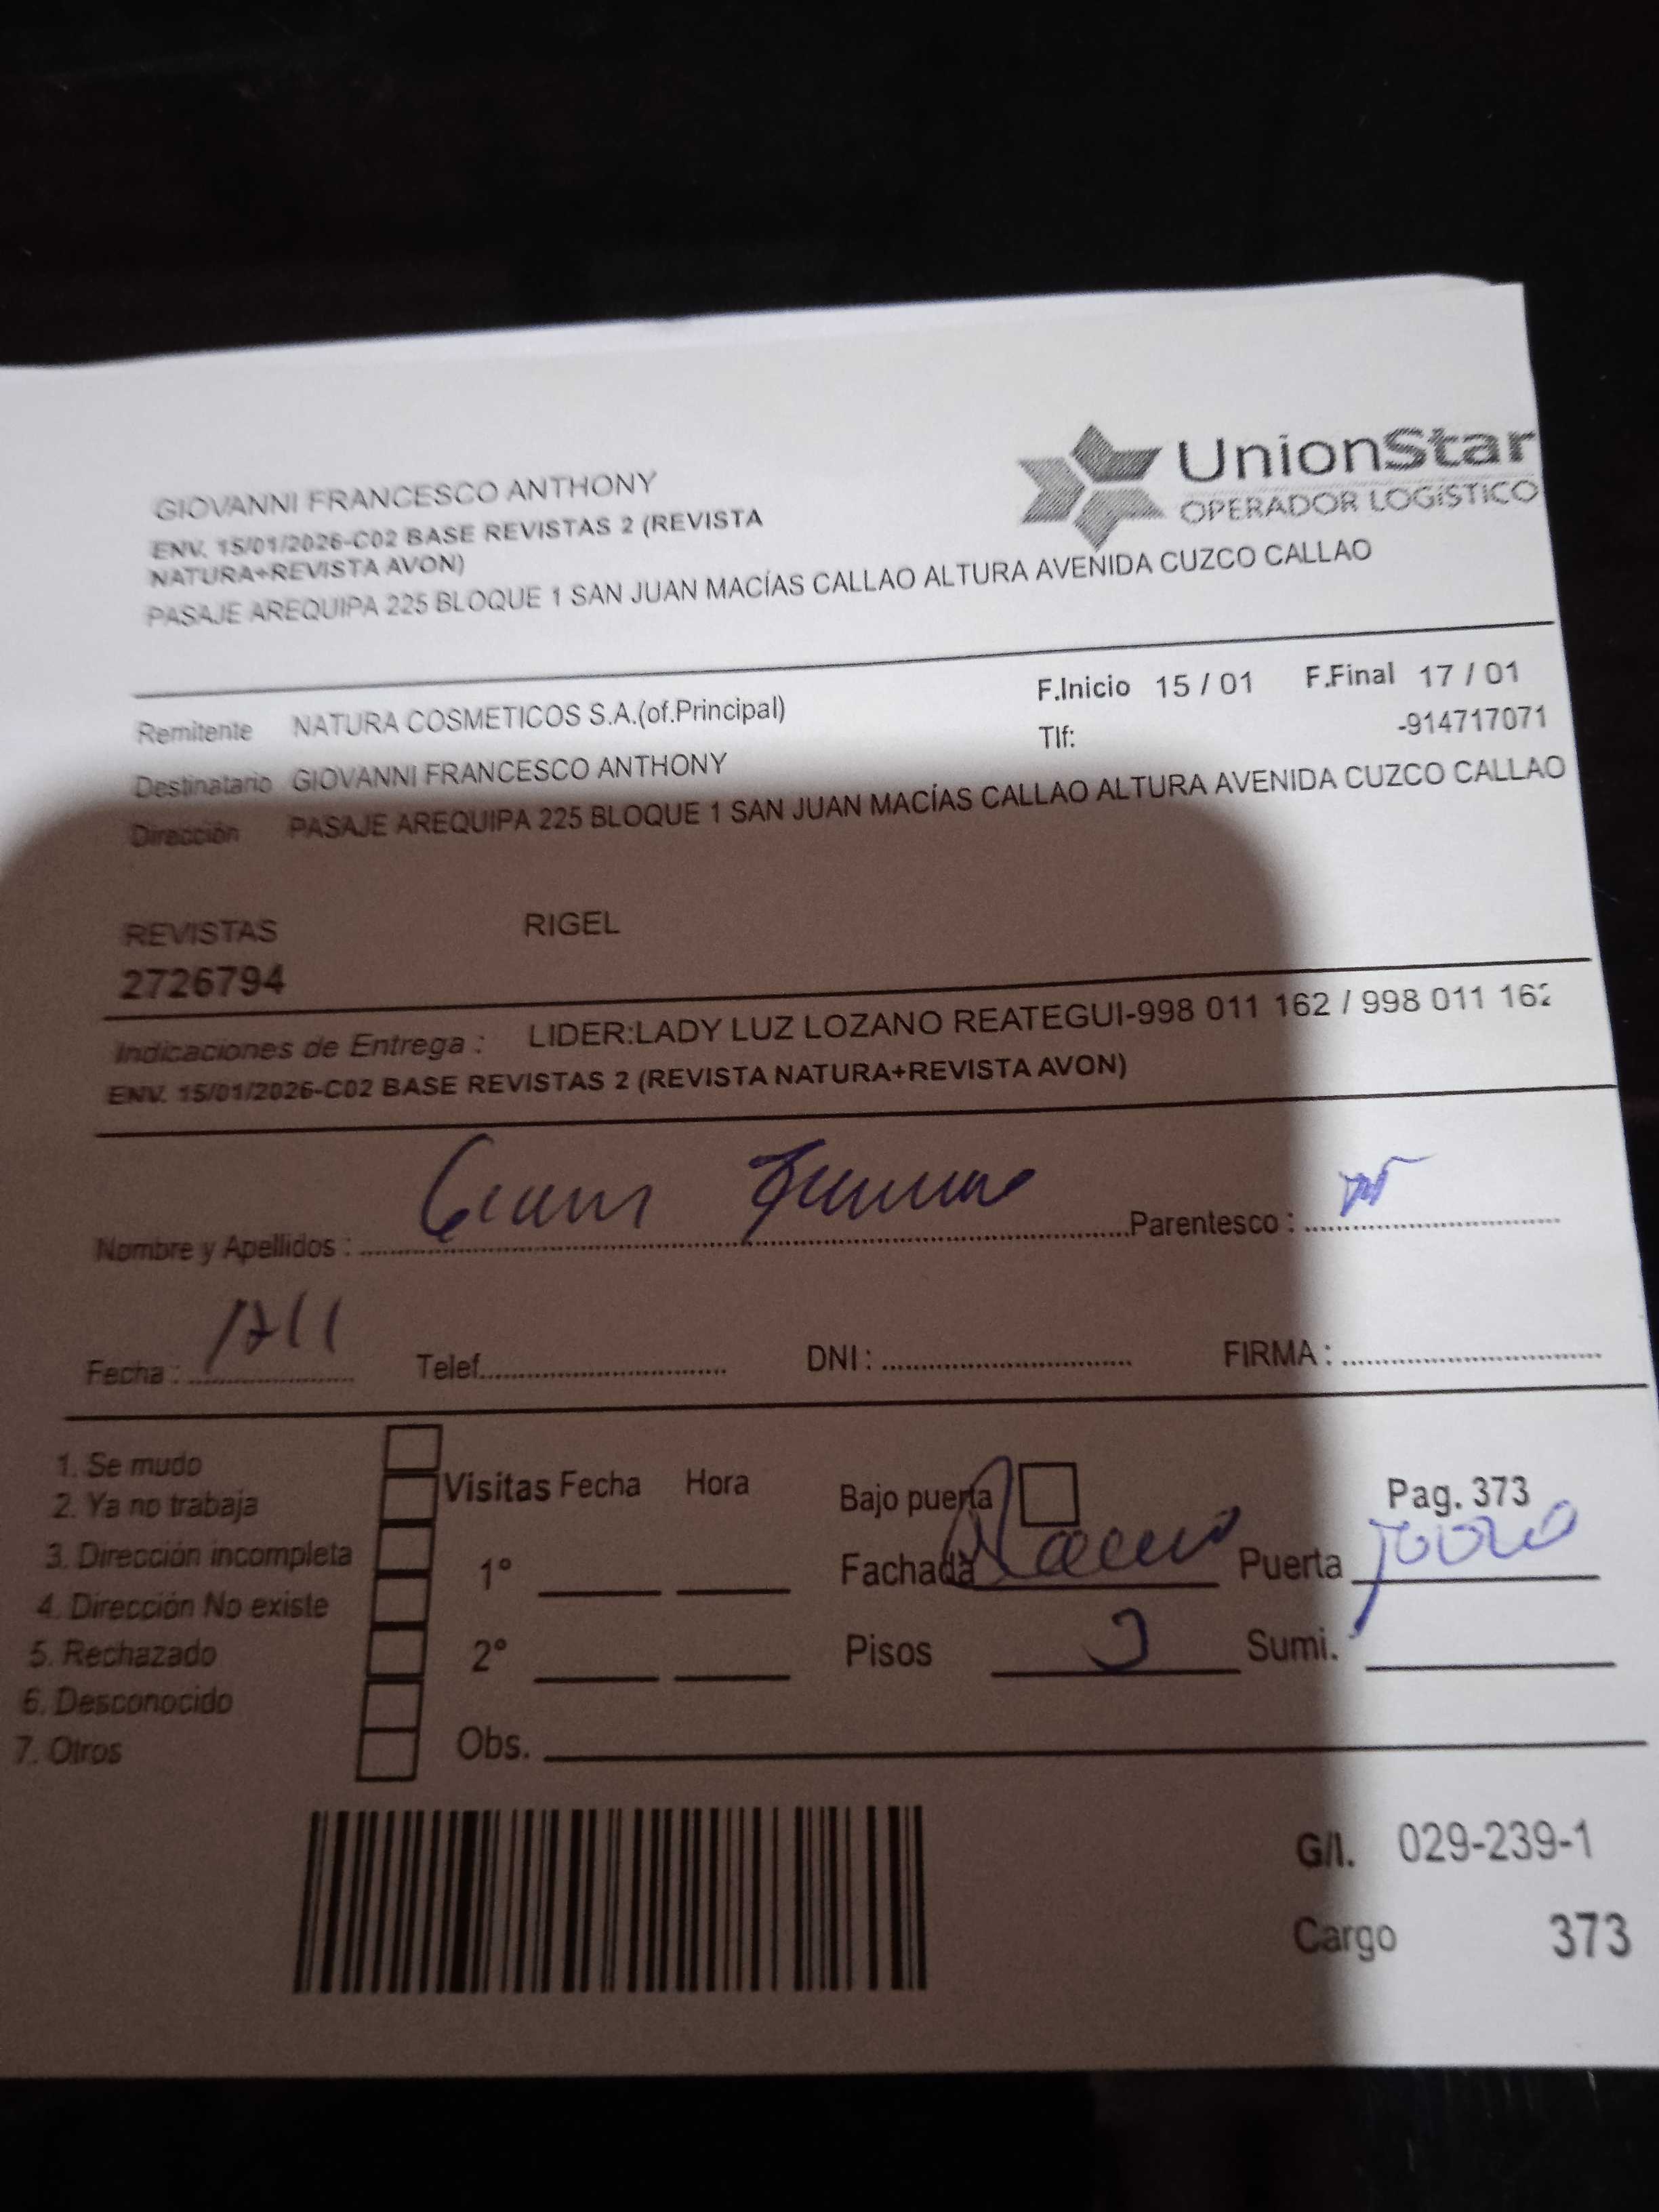 UnionStar
OPERADOR LOGÍSTICO
GIOVANNI FRANCESCO ANTHONY
ENV. 15/01/2026-C02 BASE REVISTAS 2 (REVISTA
NATURA+REVISTA AVON)
PASAJE AREQUIPA 225 BLOQUE 1 SAN JUAN MACÍAS CALLAO ALTURA AVENIDA CUZCO CALLAO
F.Inicio 15 / 01 F.Final 17 / 01
Remitente NATURA COSMETICOS S.A.(of.Principal)
Tlf: -914717071
Destinatario GIOVANNI FRANCESCO ANTHONY
Dirección PASAJE AREQUIPA 225 BLOQUE 1 SAN JUAN MACÍAS CALLAO ALTURA AVENIDA CUZCO CALLAO
REVISTAS RIGEL
2726794
Indicaciones de Entrega : LIDER:LADY LUZ LOZANO REATEGUI-998 011 162 / 998 011 162
ENV. 15/01/2026-C02 BASE REVISTAS 2 (REVISTA NATURA+REVISTA AVON)
Nombre y Apellidos : Parentesco :
Fecha : Telef. DNI : FIRMA :
1. Se mudo
2. Ya no trabaja
3. Dirección incompleta
4. Dirección No existe
5. Rechazado
6. Desconocido
7. Otros
Visitas Fecha Hora
1°
2°
Obs.
Bajo puerta Pag. 373
Fachada Puerta
Pisos Sumi.
G/l. 029-239-1
Cargo 373